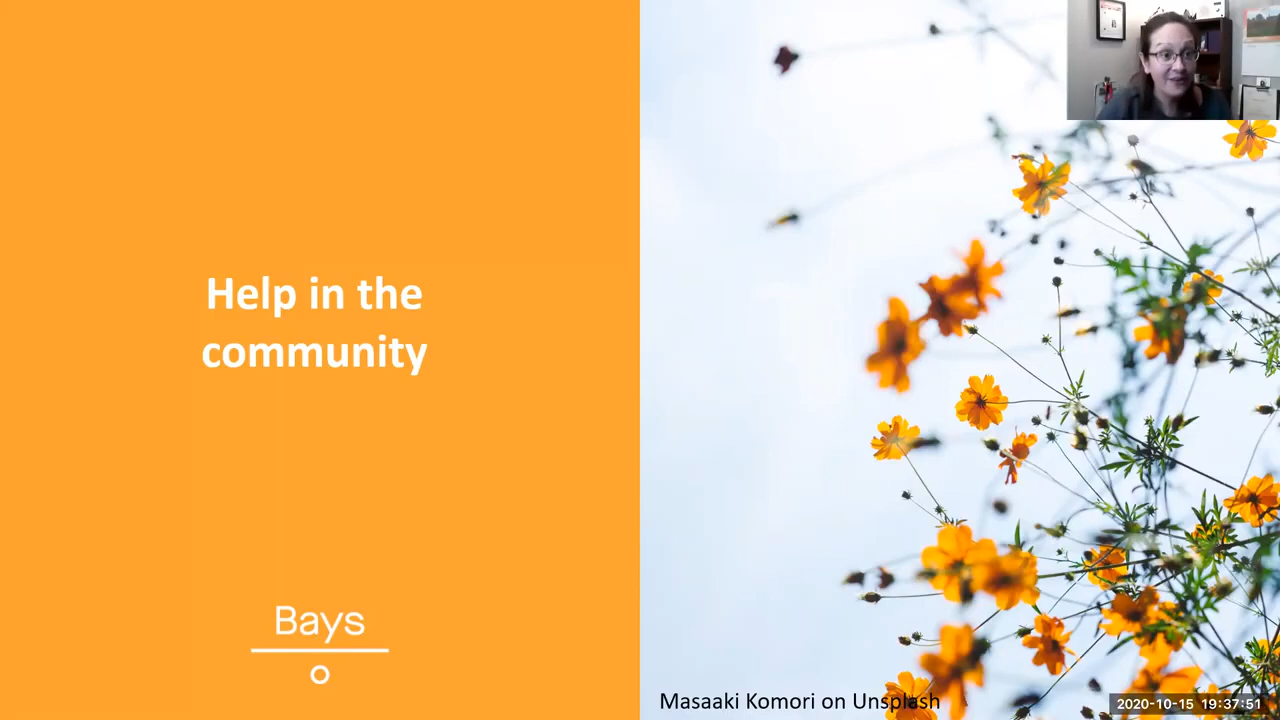 Help in the
community
Bays
Masaaki Komori on Unsplash
2020-10-15 19:37:51